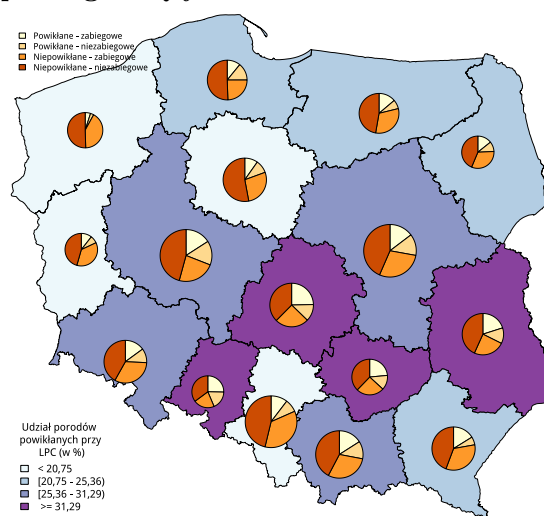 Powikłane - zabiegowe
Powikłane - niezabiegowe
Niepowikłane - zabiegowe
Niepowikłane - niezabiegowe
Udział porodów
powikłanych przy
LPC (w %)
< 20,75
[20,75 - 25,36)
[25,36 - 31,29)
>= 31,29